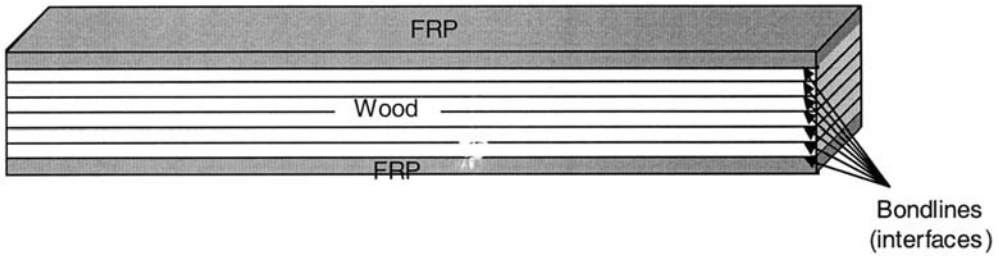 FRP
Wood
FRP
Bondlines
(interfaces)